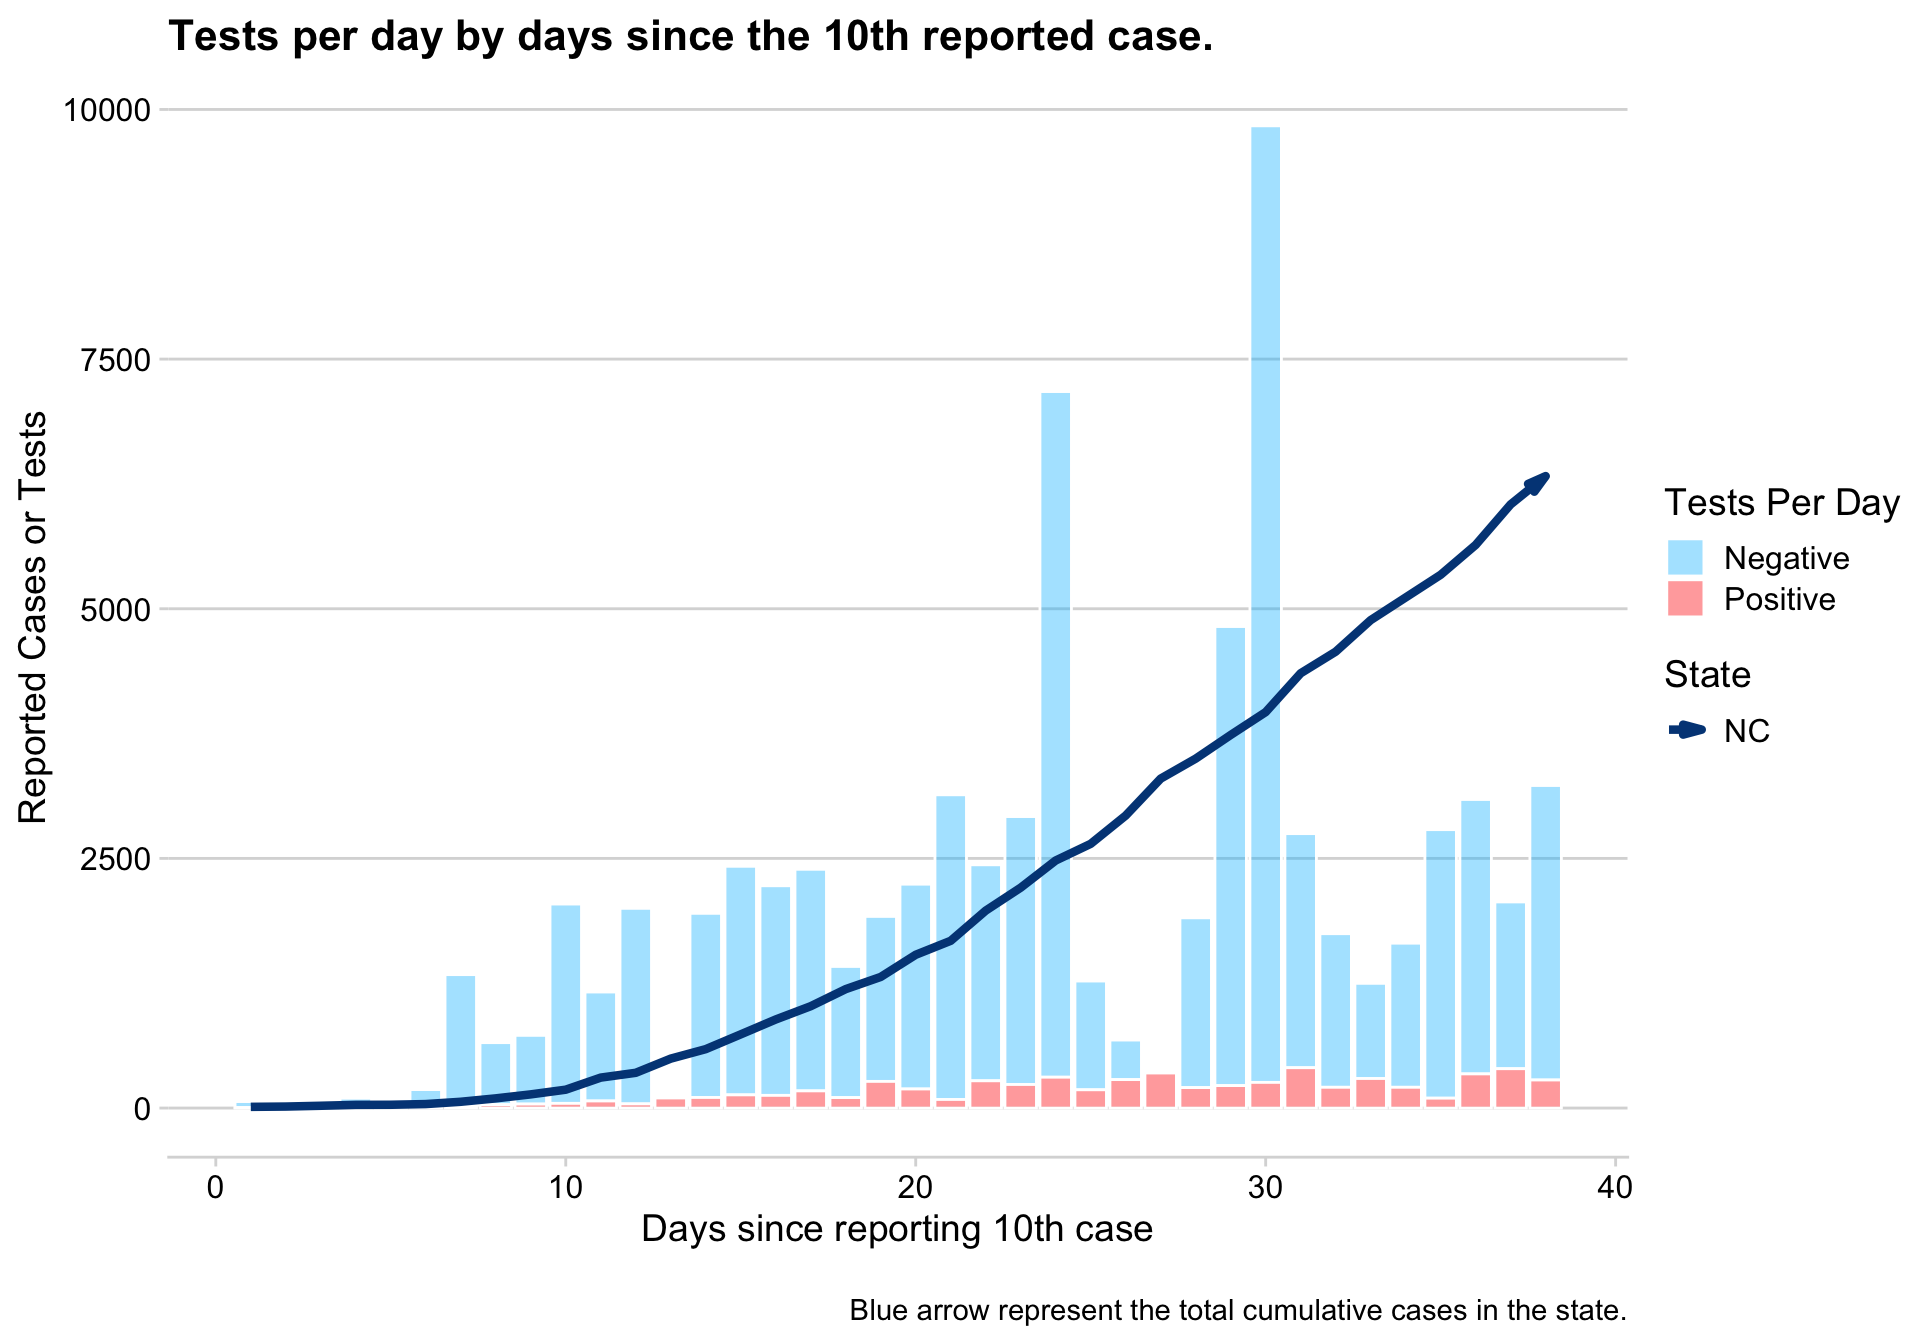 Tests per day by days since the 10th reported case.
10000
7500
5000
2500
0
Reported Cases or Tests
0 10 20 30 40
Days since reporting 10th case
Tests Per Day
Negative
Positive
State
NC
Blue arrow represent the total cumulative cases in the state.